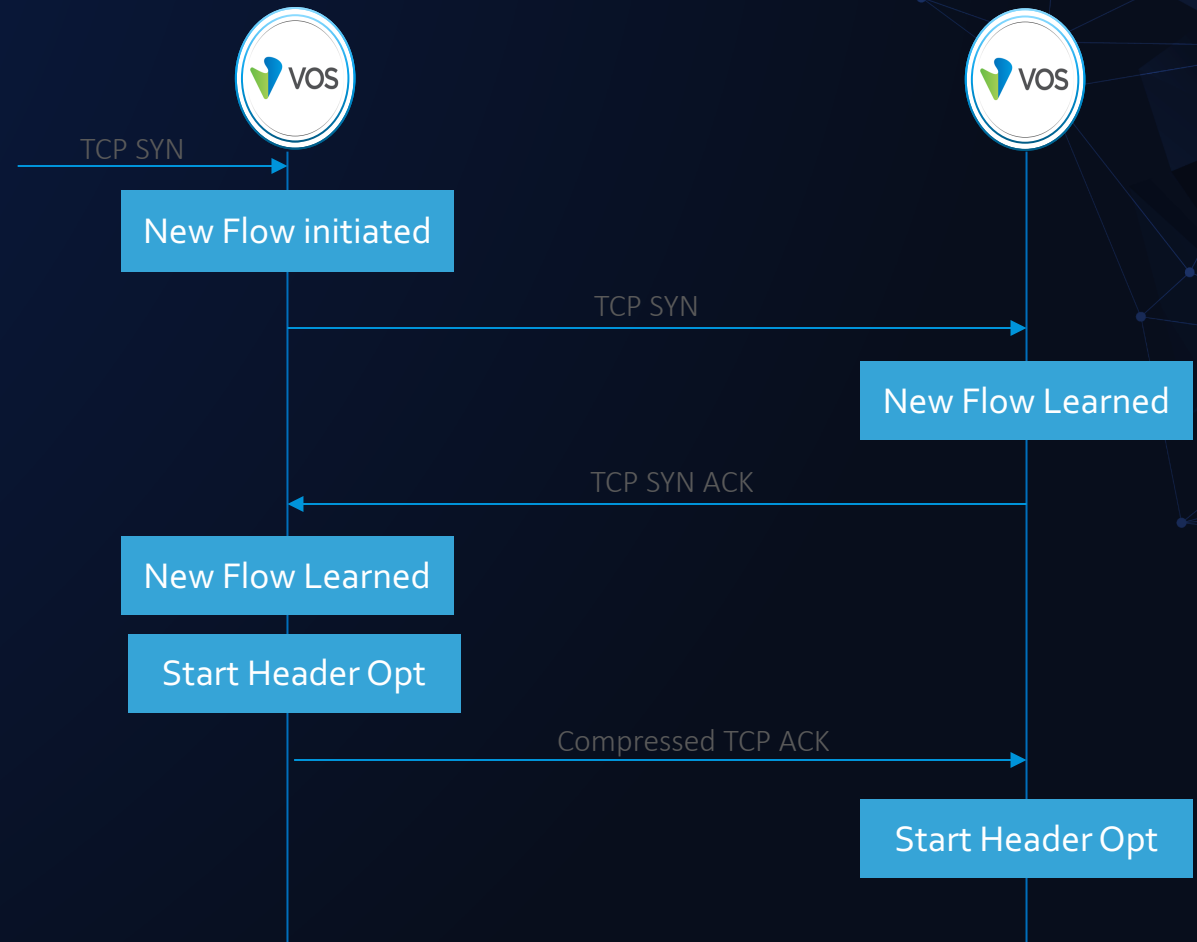 VOS
VOS
TCP SYN
New Flow initiated
TCP SYN
New Flow Learned
TCP SYN ACK
New Flow Learned
Start Header Opt
Compressed TCP ACK
Start Header Opt